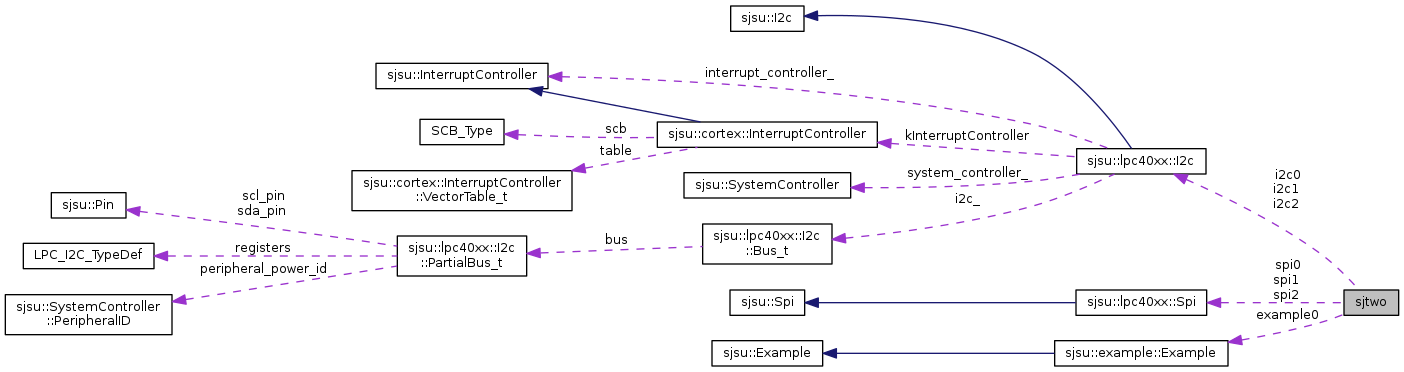 sjsu::I2c
sjsu::InterruptController
interrupt_controller_
SCB_Type
scb
sjsu::cortex::InterruptController
kInterruptController
sjsu::lpc40xx::I2c
table
sjsu::cortex::InterruptController
::VectorTable_t
sjsu::SystemController
system_controller_
i2c0
i2c1
i2c2
sjsu::Pin
scl_pin
sda_pin
i2c_
LPC_I2C_TypeDef
registers
sjsu::lpc40xx::I2c
::PartialBus_t
bus
sjsu::lpc40xx::I2c
::Bus_t
peripheral_power_id
sjsu::SystemController
::PeripheralID
sjsu::Spi
sjsu::lpc40xx::Spi
spi0
spi1
spi2
sjtwo
example0
sjsu::Example
sjsu::example::Example